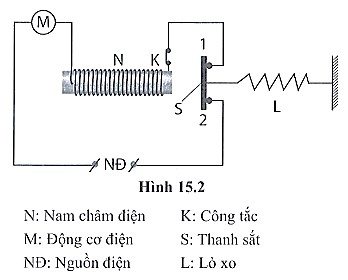 M
N
K
1
S
2
L
NĐ
Hình 15.2
N: Nam châm điện K: Công tắc
M: Động cơ điện S: Thanh sắt
NĐ: Nguồn điện L: Lò xo